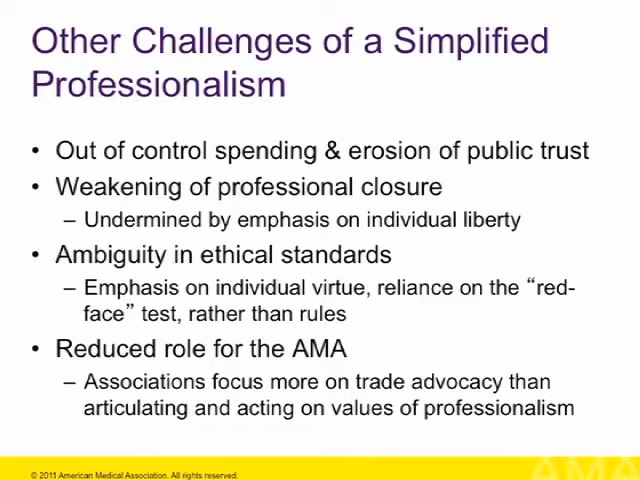 Other Challenges of a Simplified
Professionalism
• Out of control spending & erosion of public trust
• Weakening of professional closure
– Undermined by emphasis on individual liberty
• Ambiguity in ethical standards
– Emphasis on individual virtue, reliance on the “red-
face” test, rather than rules
• Reduced role for the AMA
– Associations focus more on trade advocacy than
articulating and acting on values of professionalism
© 2011 American Medical Association. All rights reserved.
AMA